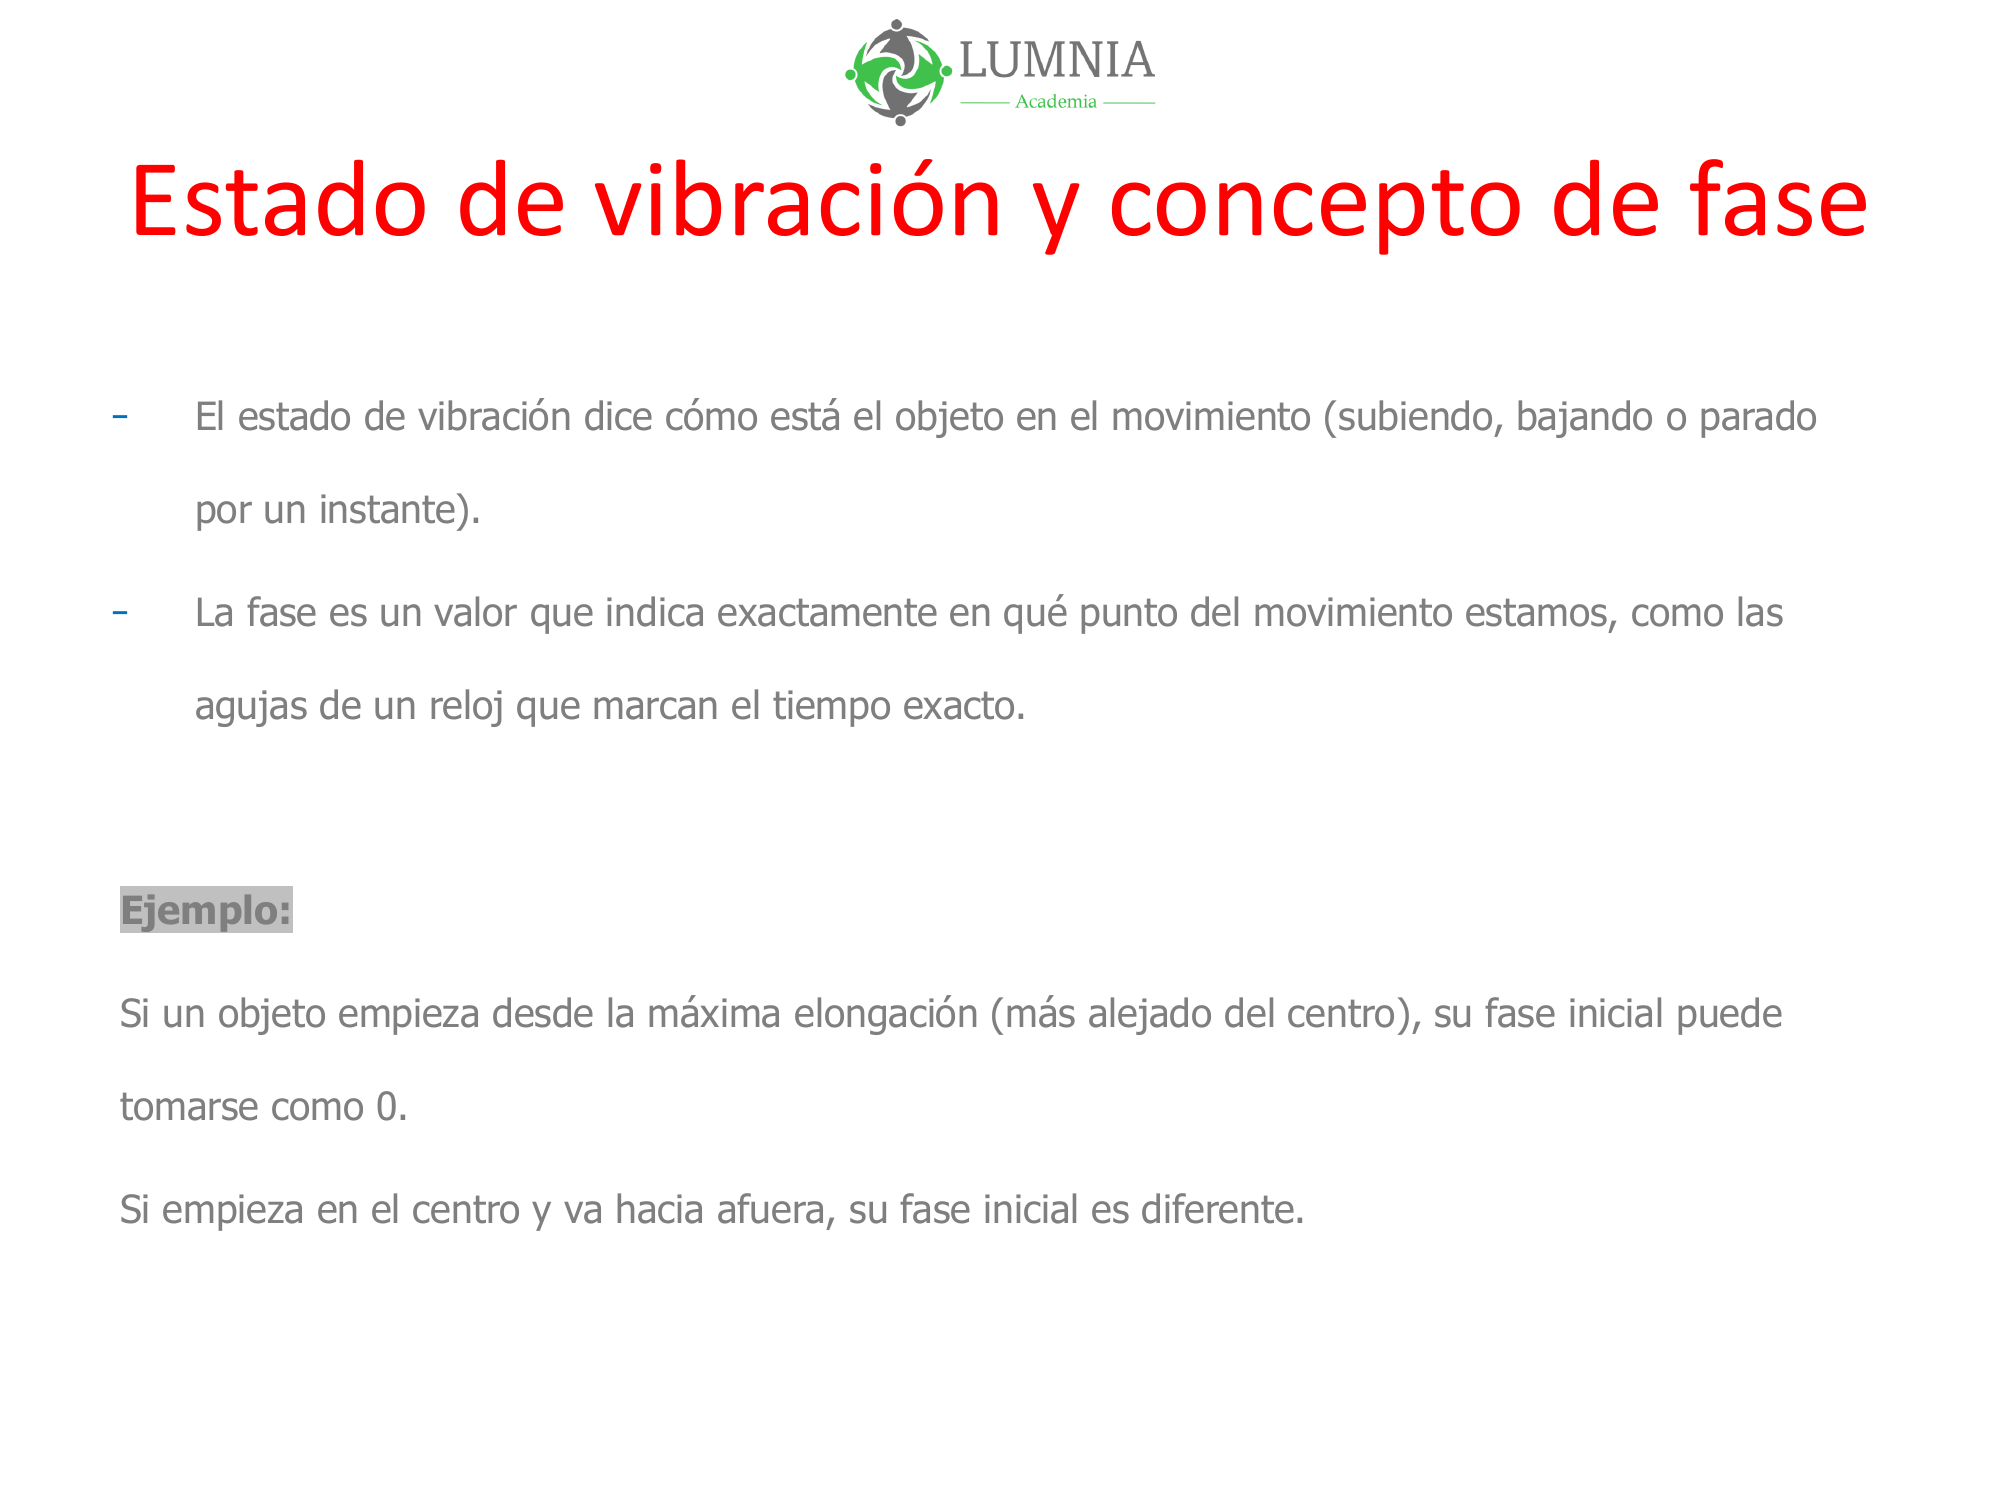 LUMNIA
Academia
Estado de vibración y concepto de fase
- El estado de vibración dice cómo está el objeto en el movimiento (subiendo, bajando o parado
por un instante).
- La fase es un valor que indica exactamente en qué punto del movimiento estamos, como las
agujas de un reloj que marcan el tiempo exacto.
Ejemplo:
Si un objeto empieza desde la máxima elongación (más alejado del centro), su fase inicial puede
tomarse como 0.
Si empieza en el centro y va hacia afuera, su fase inicial es diferente.